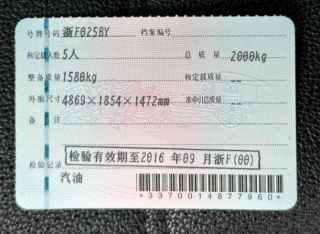 号牌号码 浙F025BY 档案编号
核定载人数 5人 总质量 2000kg
整备质量 1580kg 核定载质量 --
外廓尺寸 4869×1854×1472mm 准牵引总质量 --
备注
检验有效期至2016 年09 月浙F(00)
检验记录
汽油
*3370014877960*